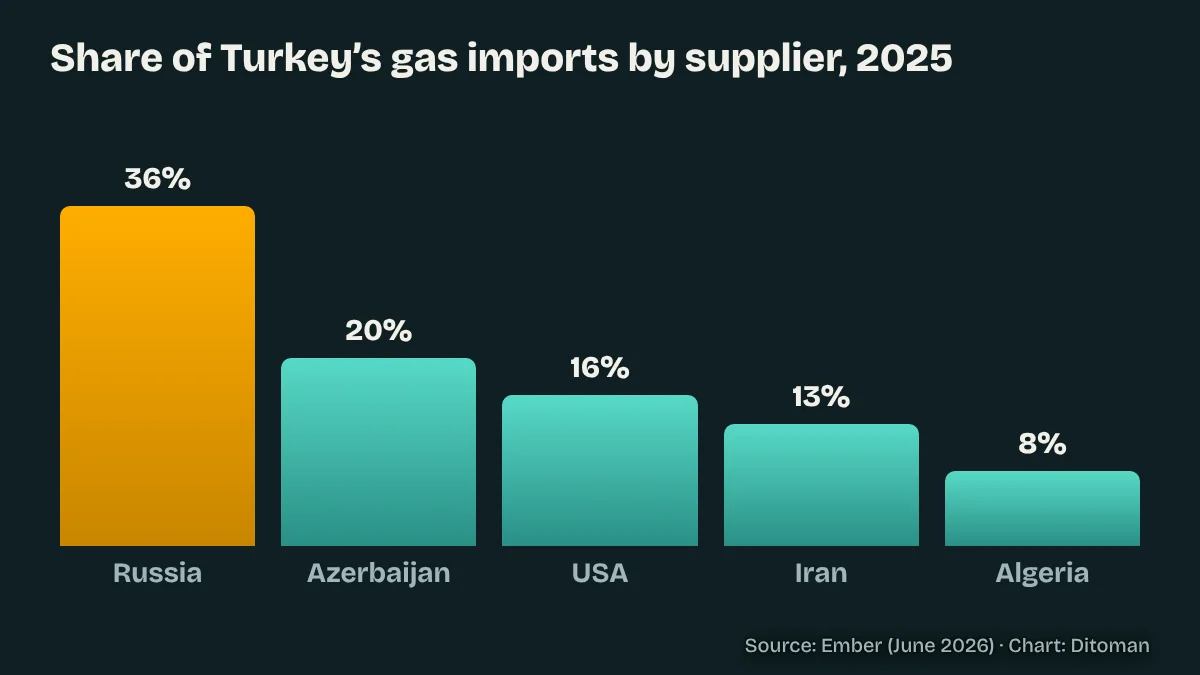 Share of Turkey’s gas imports by supplier, 2025
36%
20%
16%
13%
8%
Russia
Azerbaijan
USA
Iran
Algeria
Source: Ember (June 2026) · Chart: Ditoman